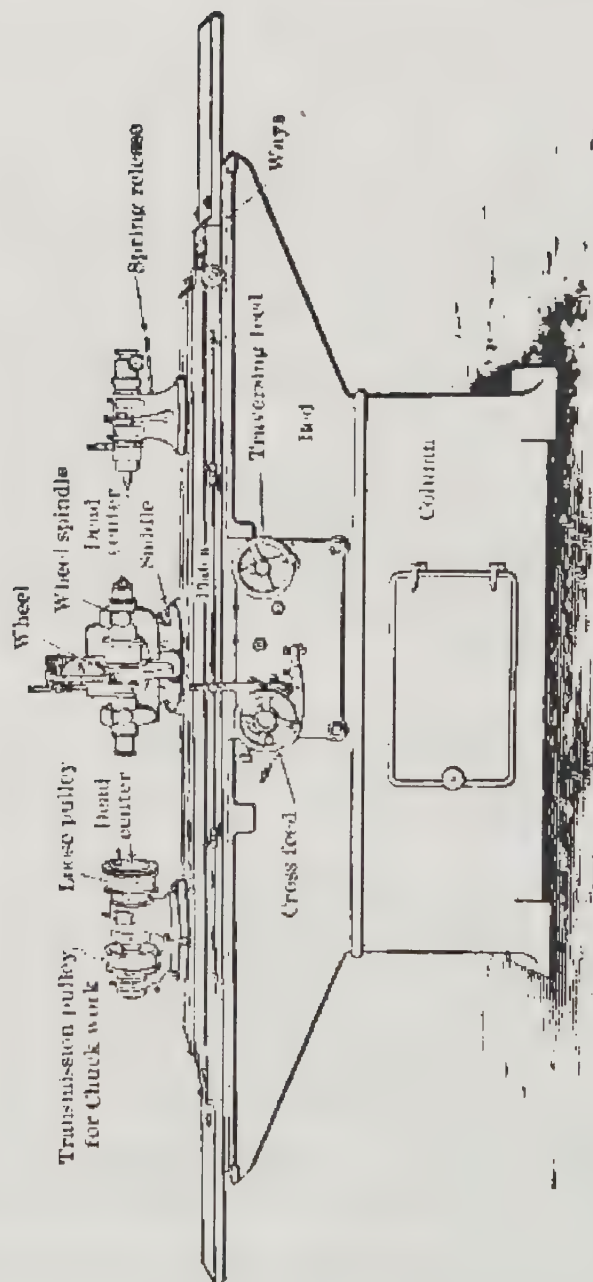 Transmission pulley
for Chuck work
Loose pulley
Dead
center
Wheel
Wheel spindle
Dead
center
Saddle
Platen
Spring release
Cross feed
Traversing feed
Ways
Bed
Column